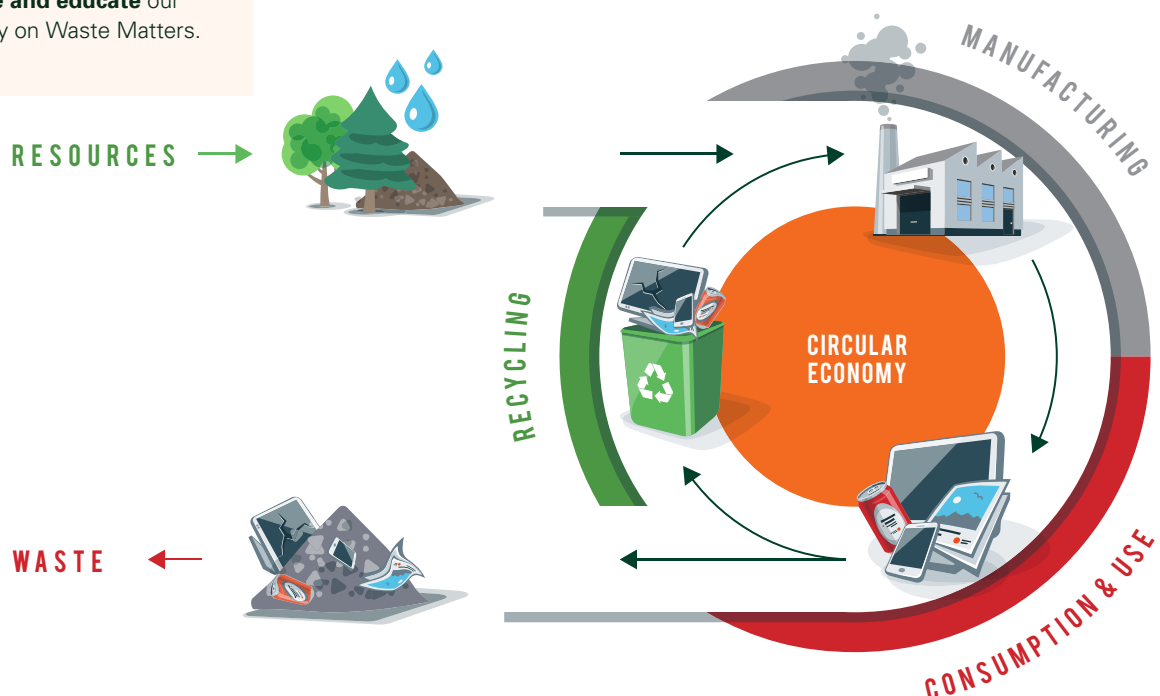 and educate our
on Waste Matters.
MANUFACTURING
RESOURCES
RECYCLING
CIRCULAR
ECONOMY
WASTE
CONSUMPTION & USE